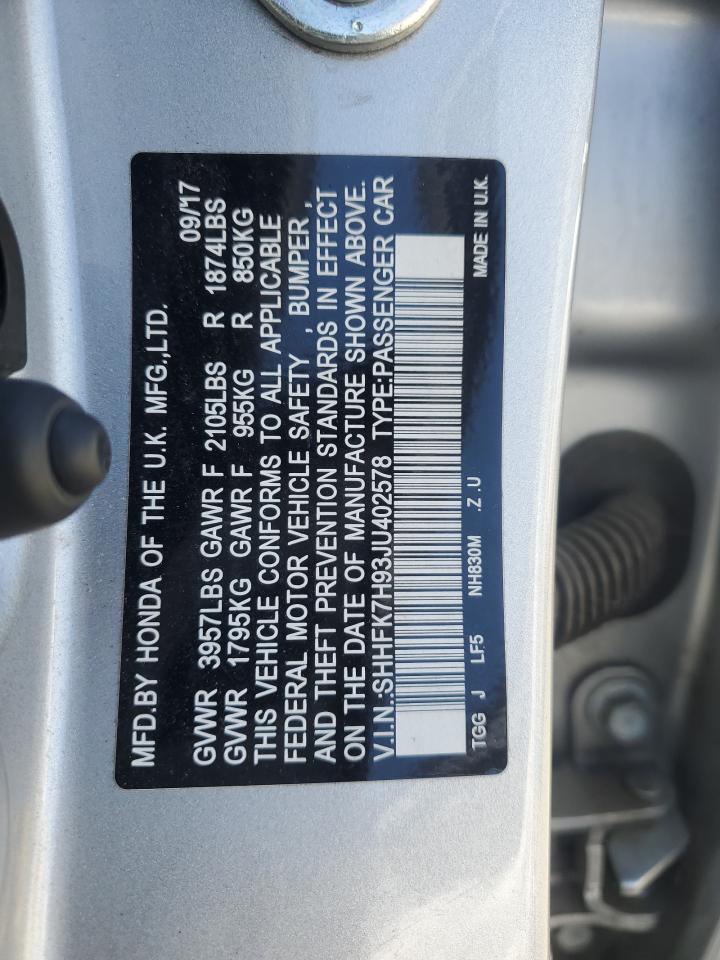 MFD.BY HONDA OF THE U.K. MFG.,LTD. 09/17
GVWR 3957LBS GAWR F 2105LBS R 1874LBS
GVWR 1795KG GAWR F 955KG R 850KG
THIS VEHICLE CONFORMS TO ALL APPLICABLE
FEDERAL MOTOR VEHICLE SAFETY , BUMPER ,
AND THEFT PREVENTION STANDARDS IN EFFECT
ON THE DATE OF MANUFACTURE SHOWN ABOVE.
V.I.N.:SHHFK7H93JU402578 TYPE:PASSENGER CAR
TGG J LF5 NH830M .Z .U MADE IN U.K.